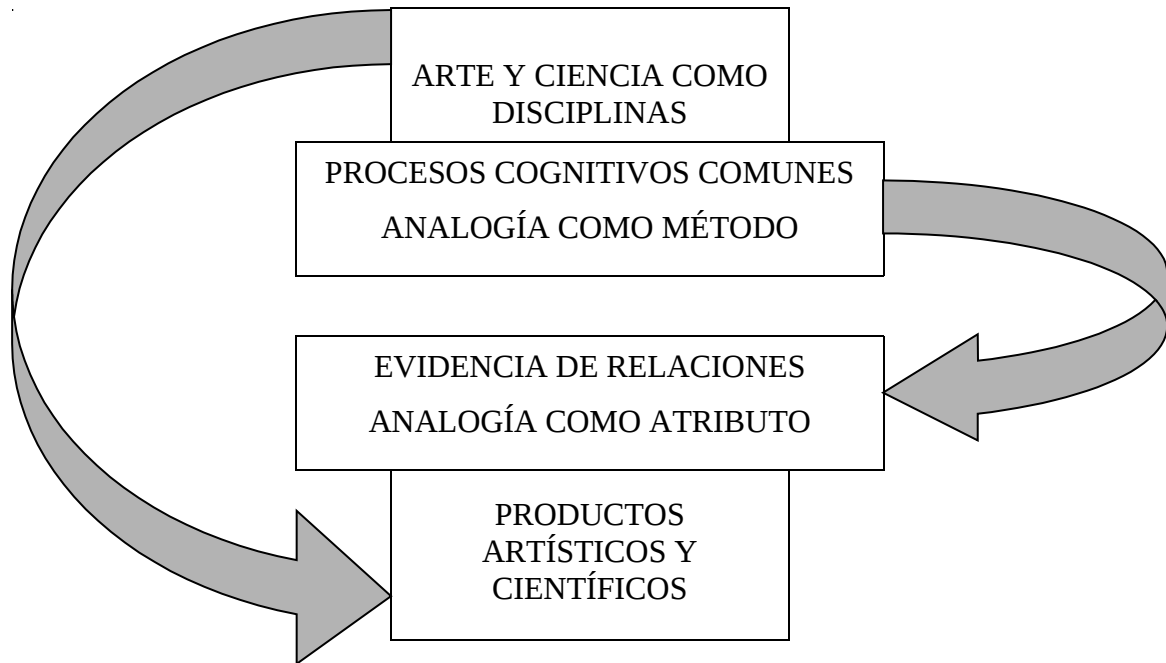 ARTE Y CIENCIA COMO
DISCIPLINAS
PROCESOS COGNITIVOS COMUNES
ANALOGÍA COMO MÉTODO
EVIDENCIA DE RELACIONES
ANALOGÍA COMO ATRIBUTO
PRODUCTOS
ARTÍSTICOS Y
CIENTÍFICOS